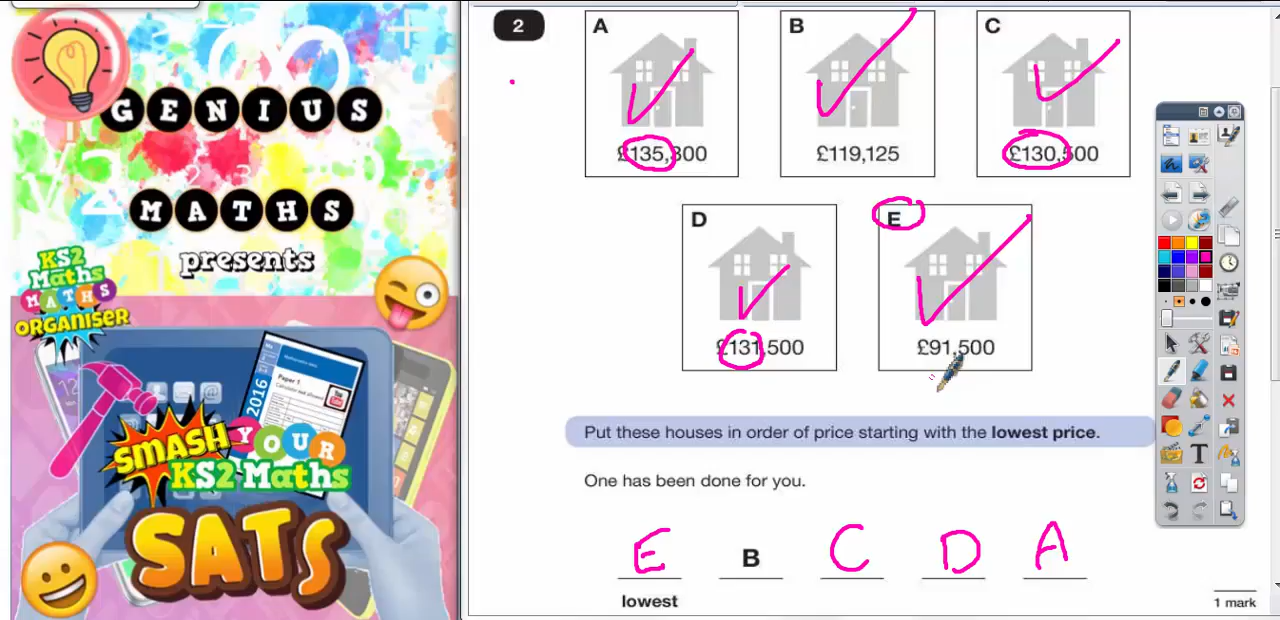 GENIUS
MATHS
presents
KS2
Maths
MATHS
ORGANISER
2016
Paper 1
You
Tube
SMASH YOUR
KS2 Maths
SATs
2
A
£135,300
B
£119,125
C
£130,500
D
£131,500
E
£91,500
Put these houses in order of price starting with the lowest price.
One has been done for you.
E B C D A
lowest
1 mark